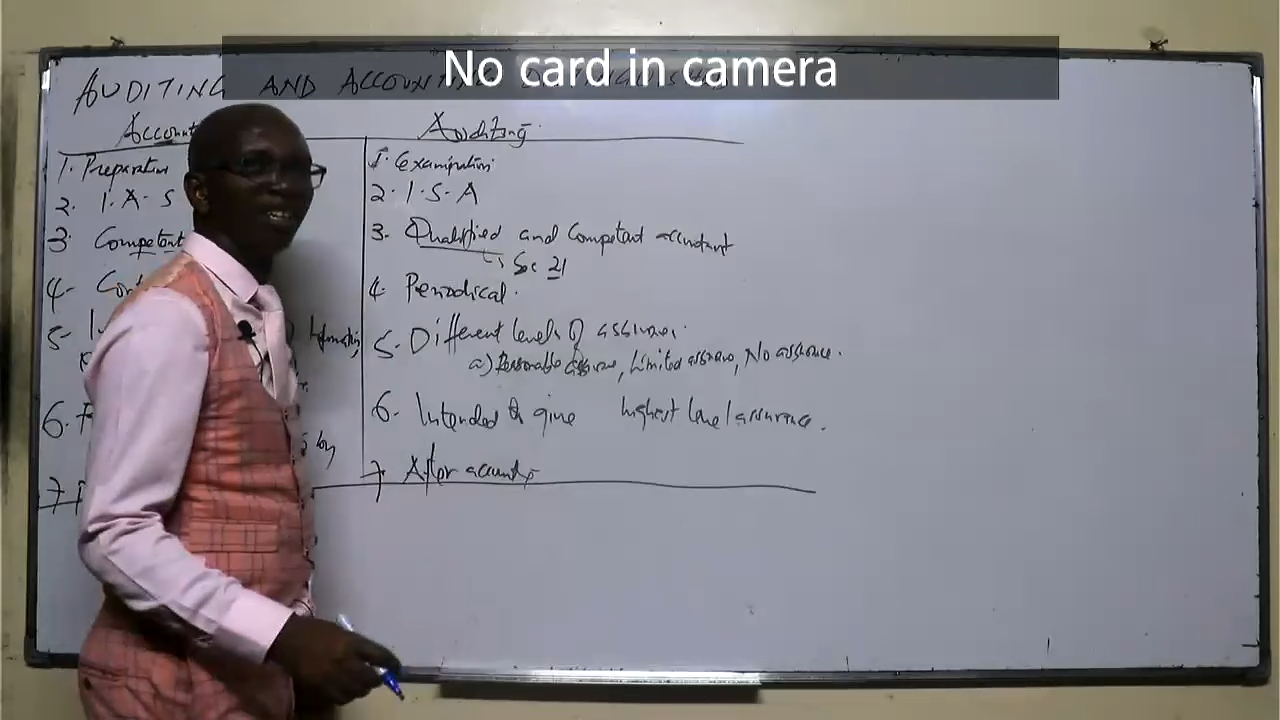 No card in camera
AUDITING AND ACCOUNTING
Accounti
Auditing
1. Preparation
2. I. A. S
3. Competent
4.
5.
6.
7
1. Examination
2. I. S. A
3. Qualified and Competent accountant
↳ Sec 21
4. Periodical.
5. Different levels of assurance.
a) Reasonable assurance, Limited assurance, No assurance.
6. Intended to give highest level assurance.
7 After accounts